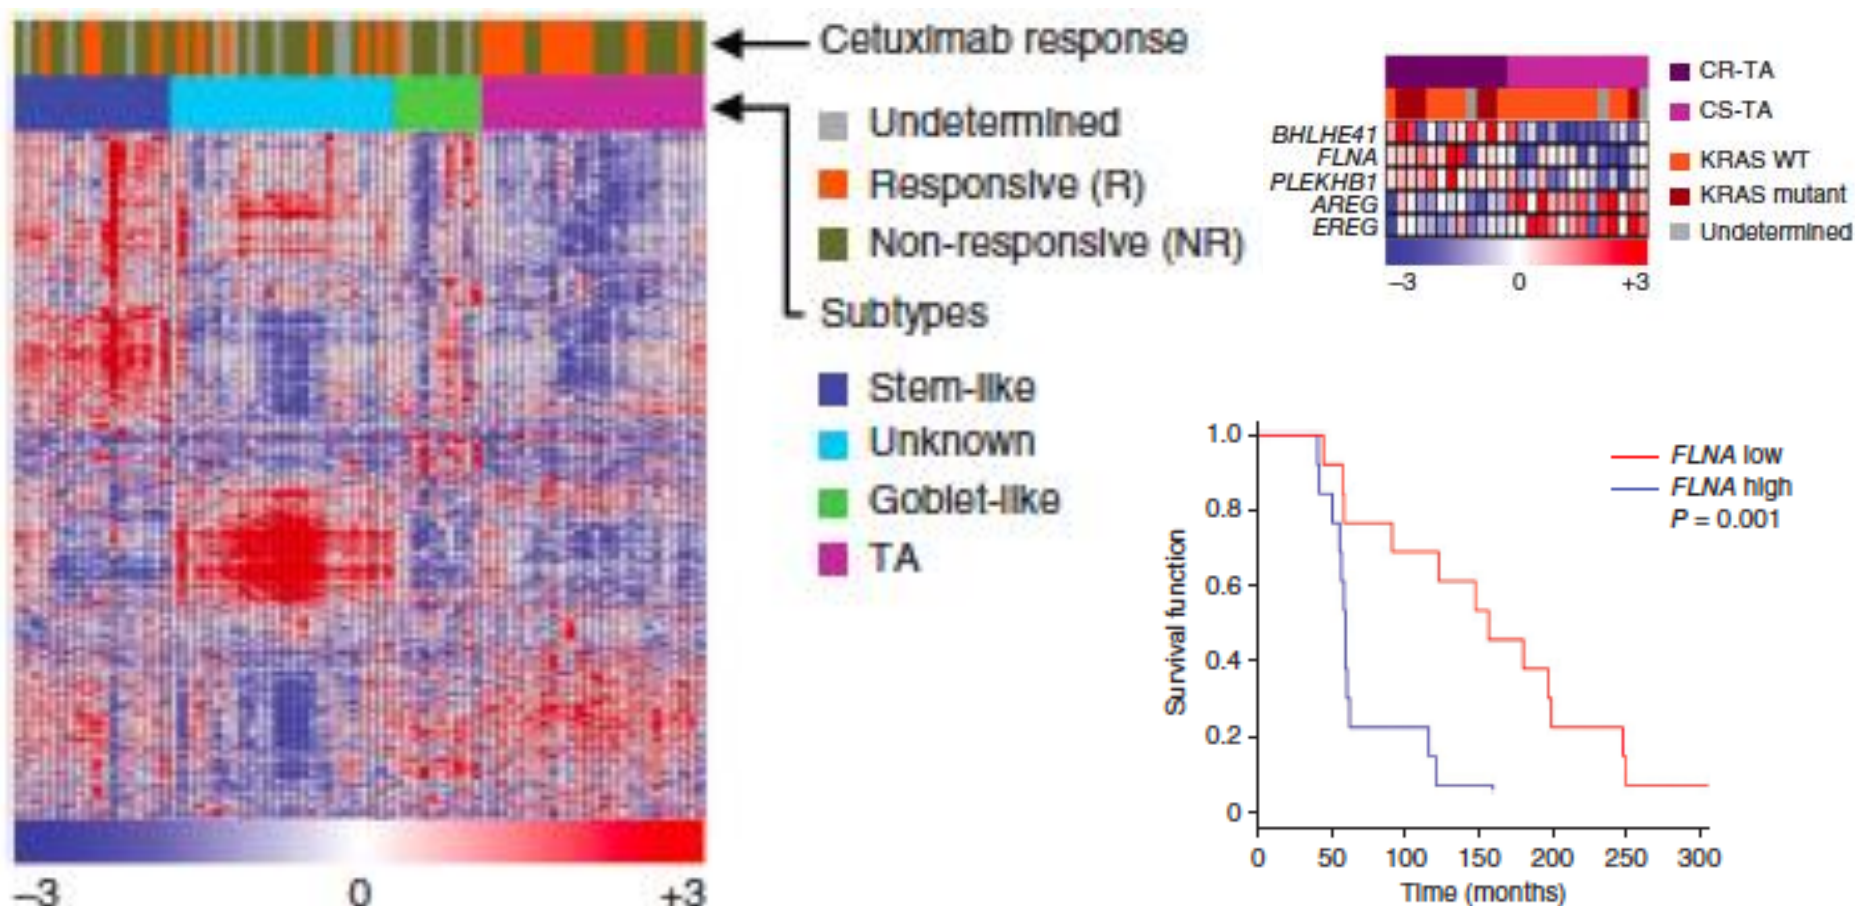 Cetuximab response
Undetermined
Responsive (R)
Non-responsive (NR)
Subtypes
Stem-like
Unknown
Goblet-like
TA
−3 0 +3
CR-TA
CS-TA
KRAS WT
KRAS mutant
Undetermined
BHLHE41
FLNA
PLEKHB1
AREG
EREG
−3 0 +3
FLNA low
FLNA high
P = 0.001
Survival function
1.0
0.8
0.6
0.4
0.2
0
0 50 100 150 200 250 300
Time (months)